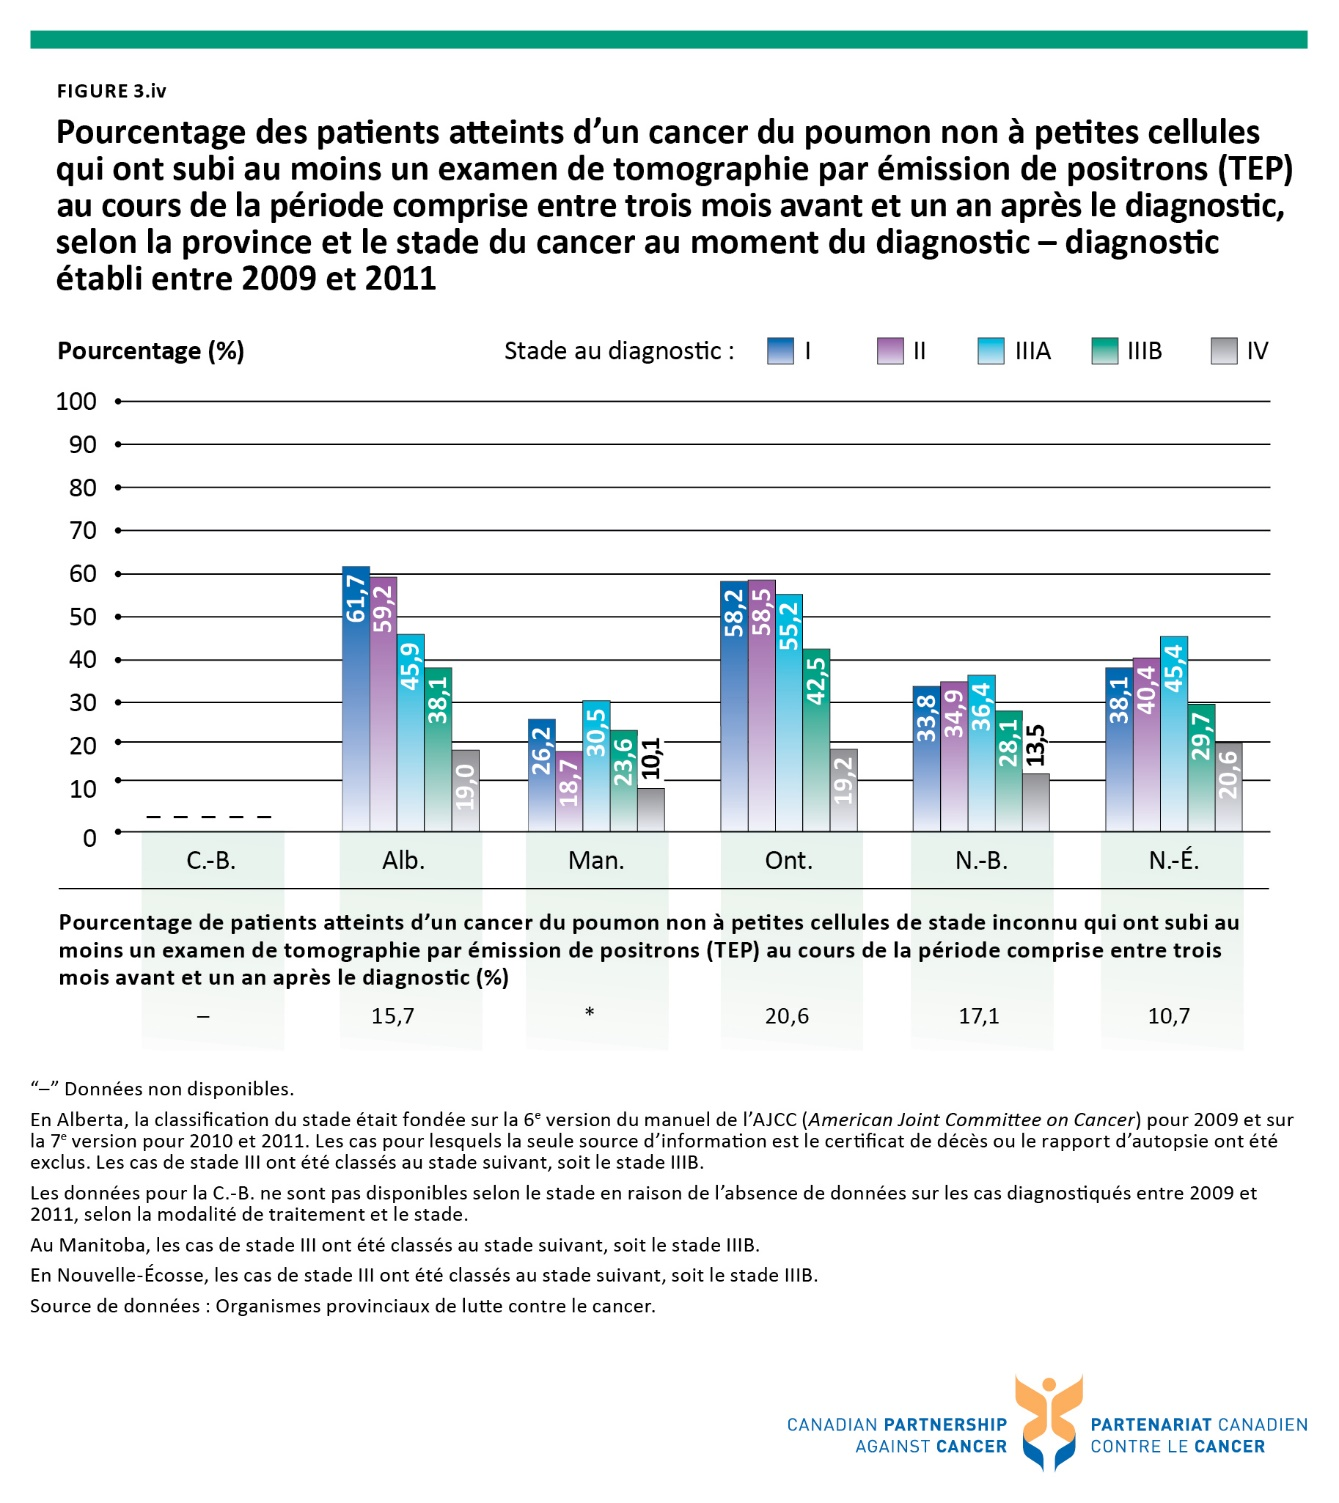 FIGURE 3.iv
Pourcentage des patients atteints d’un cancer du poumon non à petites cellules
qui ont subi au moins un examen de tomographie par émission de positrons (TEP)
au cours de la période comprise entre trois mois avant et un an après le diagnostic,
selon la province et le stade du cancer au moment du diagnostic – diagnostic
établi entre 2009 et 2011
Pourcentage (%) Stade au diagnostic : I II IIIA IIIB IV
100
90
80
70
60
50
40
30
20
10
0
– – – – –
61,7 59,2 45,9 38,1 19,0
26,2 18,7 30,5 23,6 10,1
58,2 58,5 55,2 42,5 19,2
33,8 34,9 36,4 28,1 13,5
38,1 40,4 45,4 29,7 20,6
C.-B. Alb. Man. Ont. N.-B. N.-É.
Pourcentage de patients atteints d’un cancer du poumon non à petites cellules de stade inconnu qui ont subi au
moins un examen de tomographie par émission de positrons (TEP) au cours de la période comprise entre trois
mois avant et un an après le diagnostic (%)
– 15,7 * 20,6 17,1 10,7
“–” Données non disponibles.
En Alberta, la classification du stade était fondée sur la 6e version du manuel de l’AJCC (American Joint Committee on Cancer) pour 2009 et sur
la 7e version pour 2010 et 2011. Les cas pour lesquels la seule source d’information est le certificat de décès ou le rapport d’autopsie ont été
exclus. Les cas de stade III ont été classés au stade suivant, soit le stade IIIB.
Les données pour la C.-B. ne sont pas disponibles selon le stade en raison de l’absence de données sur les cas diagnostiqués entre 2009 et
2011, selon la modalité de traitement et le stade.
Au Manitoba, les cas de stade III ont été classés au stade suivant, soit le stade IIIB.
En Nouvelle-Écosse, les cas de stade III ont été classés au stade suivant, soit le stade IIIB.
Source de données : Organismes provinciaux de lutte contre le cancer.
CANADIAN PARTNERSHIP
AGAINST CANCER
PARTENARIAT CANADIEN
CONTRE LE CANCER